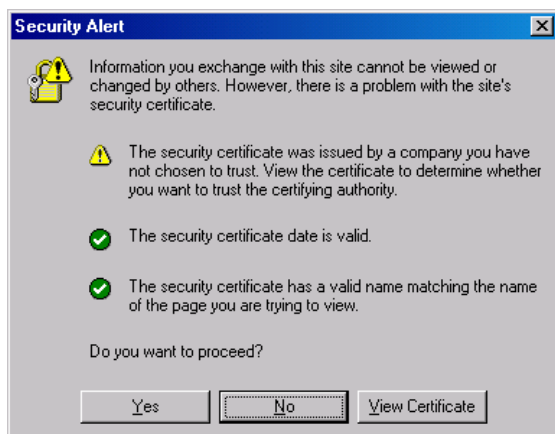 Security Alert
Information you exchange with this site cannot be viewed or
changed by others. However, there is a problem with the site's
security certificate.
The security certificate was issued by a company you have
not chosen to trust. View the certificate to determine whether
you want to trust the certifying authority.
The security certificate date is valid.
The security certificate has a valid name matching the name
of the page you are trying to view.
Do you want to proceed?
Yes No View Certificate